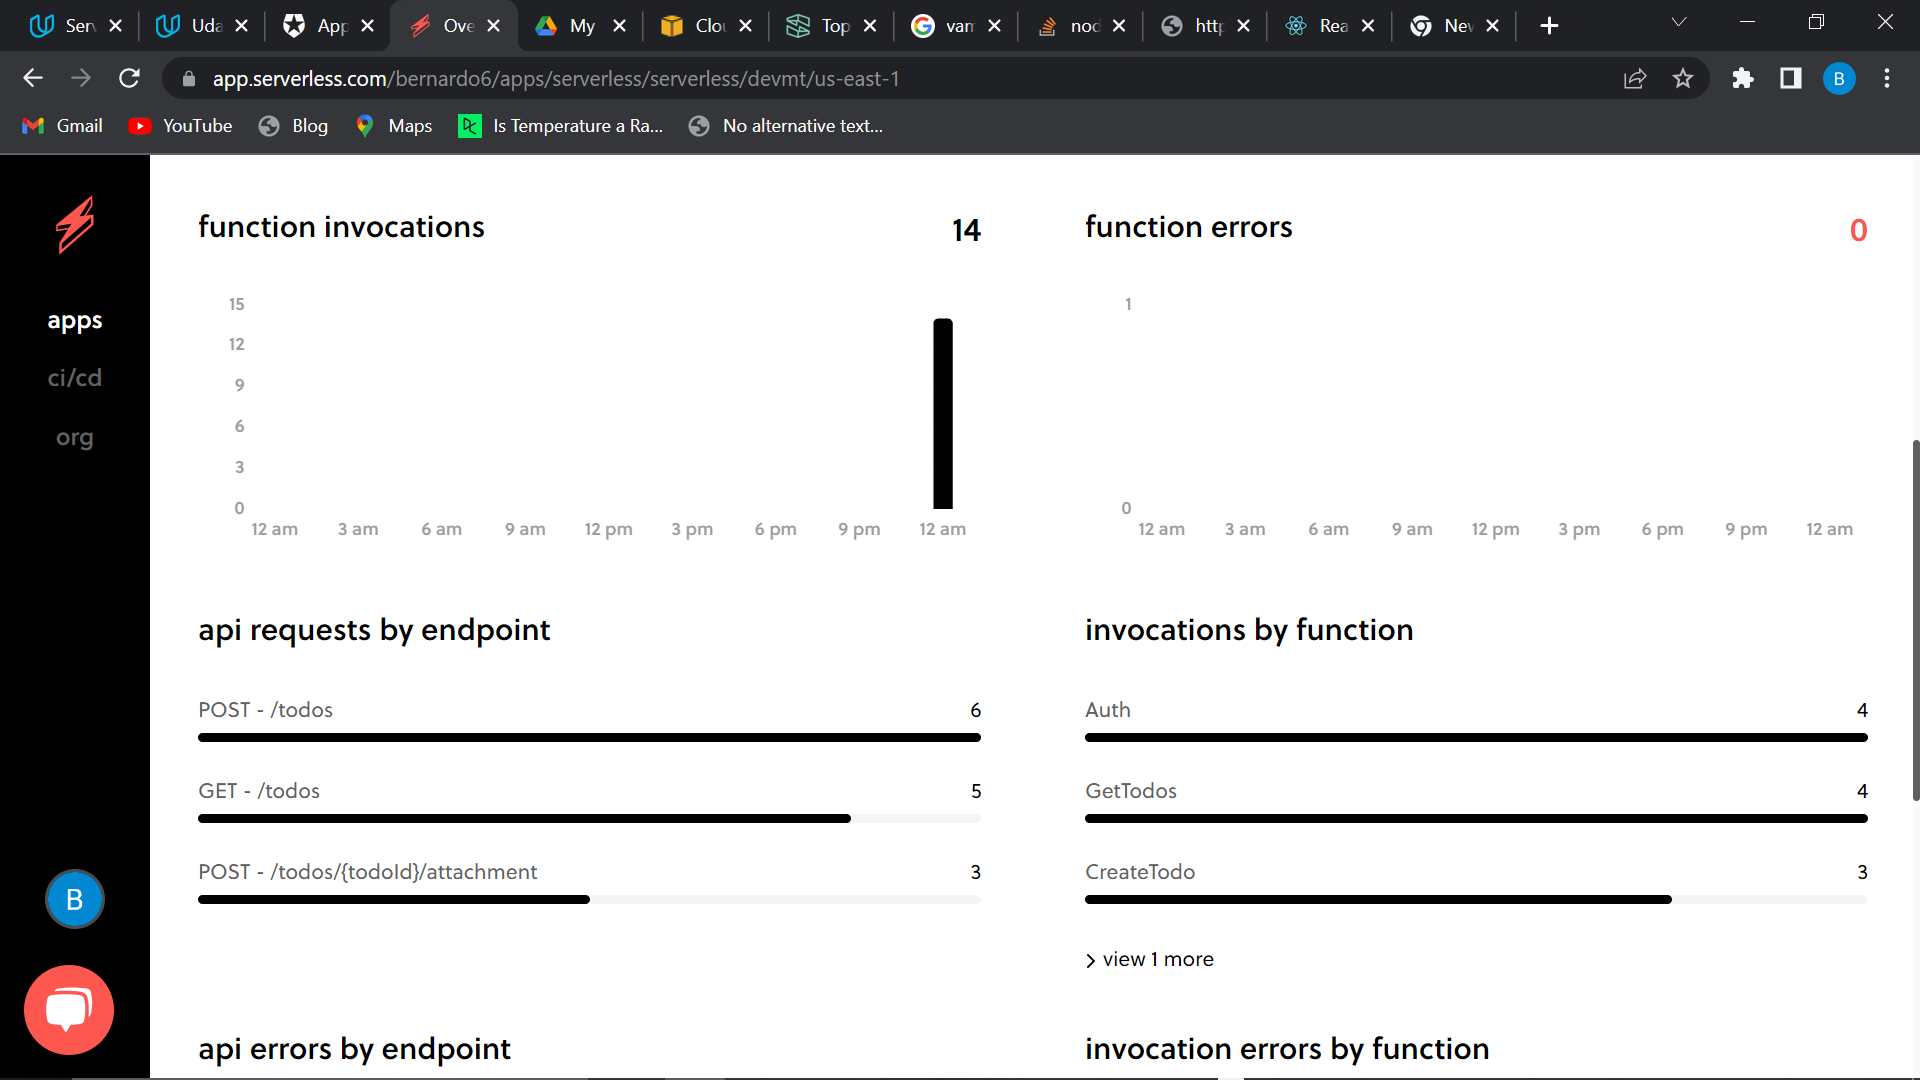 Ser
Uda
App
Ove
My
Clou
Top
van
nod
http
Rea
New
app.serverless.com/bernardo6/apps/serverless/serverless/devmt/us-east-1
B
Gmail
YouTube
Blog
Maps
DC
Is Temperature a Ra...
No alternative text...
apps
ci/cd
org
B
function invocations
14
15
12
9
6
3
0
12 am 3 am 6 am 9 am 12 pm 3 pm 6 pm 9 pm 12 am
function errors
0
1
0
12 am 3 am 6 am 9 am 12 pm 3 pm 6 pm 9 pm 12 am
api requests by endpoint
POST - /todos 6
GET - /todos 5
POST - /todos/{todoId}/attachment 3
invocations by function
Auth 4
GetTodos 4
CreateTodo 3
view 1 more
api errors by endpoint
invocation errors by function